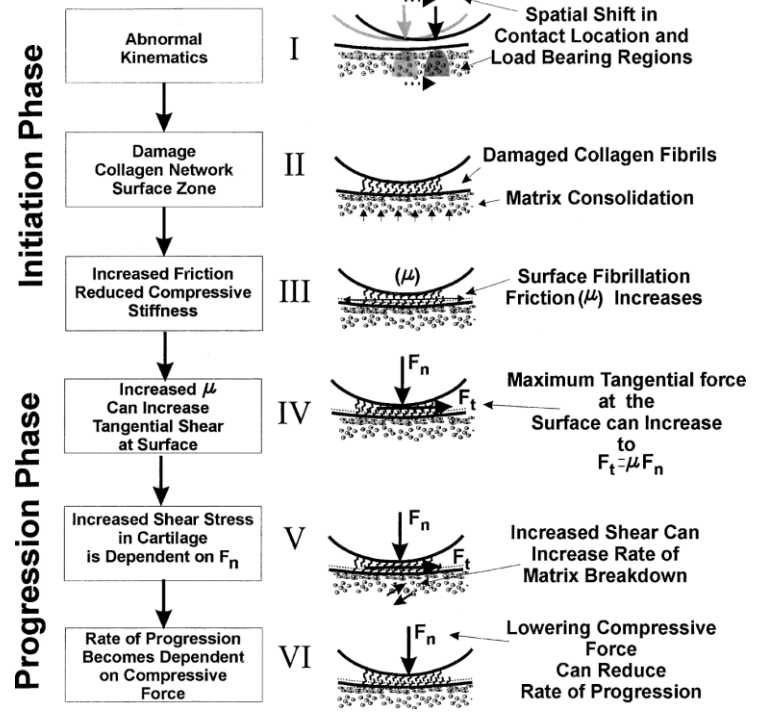 Initiation Phase
Abnormal
Kinematics
I
Spatial Shift in
Contact Location and
Load Bearing Regions
Damage
Collagen Network
Surface Zone
II
Damaged Collagen Fibrils
Matrix Consolidation
Increased Friction
Reduced Compressive
Stiffness
III
(μ)
Surface Fibrillation
Friction (μ) Increases
Progression Phase
Increased μ
Can Increase
Tangential Shear
at Surface
IV
Fn
Ft
Maximum Tangential force
at the
Surface can Increase
to
Ft=μFn
Increased Shear Stress
in Cartilage
is Dependent on Fn
V
Fn
Ft
Increased Shear Can
Increase Rate of
Matrix Breakdown
Rate of Progression
Becomes Dependent
on Compressive
Force
VI
Fn
Lowering Compressive
Force
Can Reduce
Rate of Progression